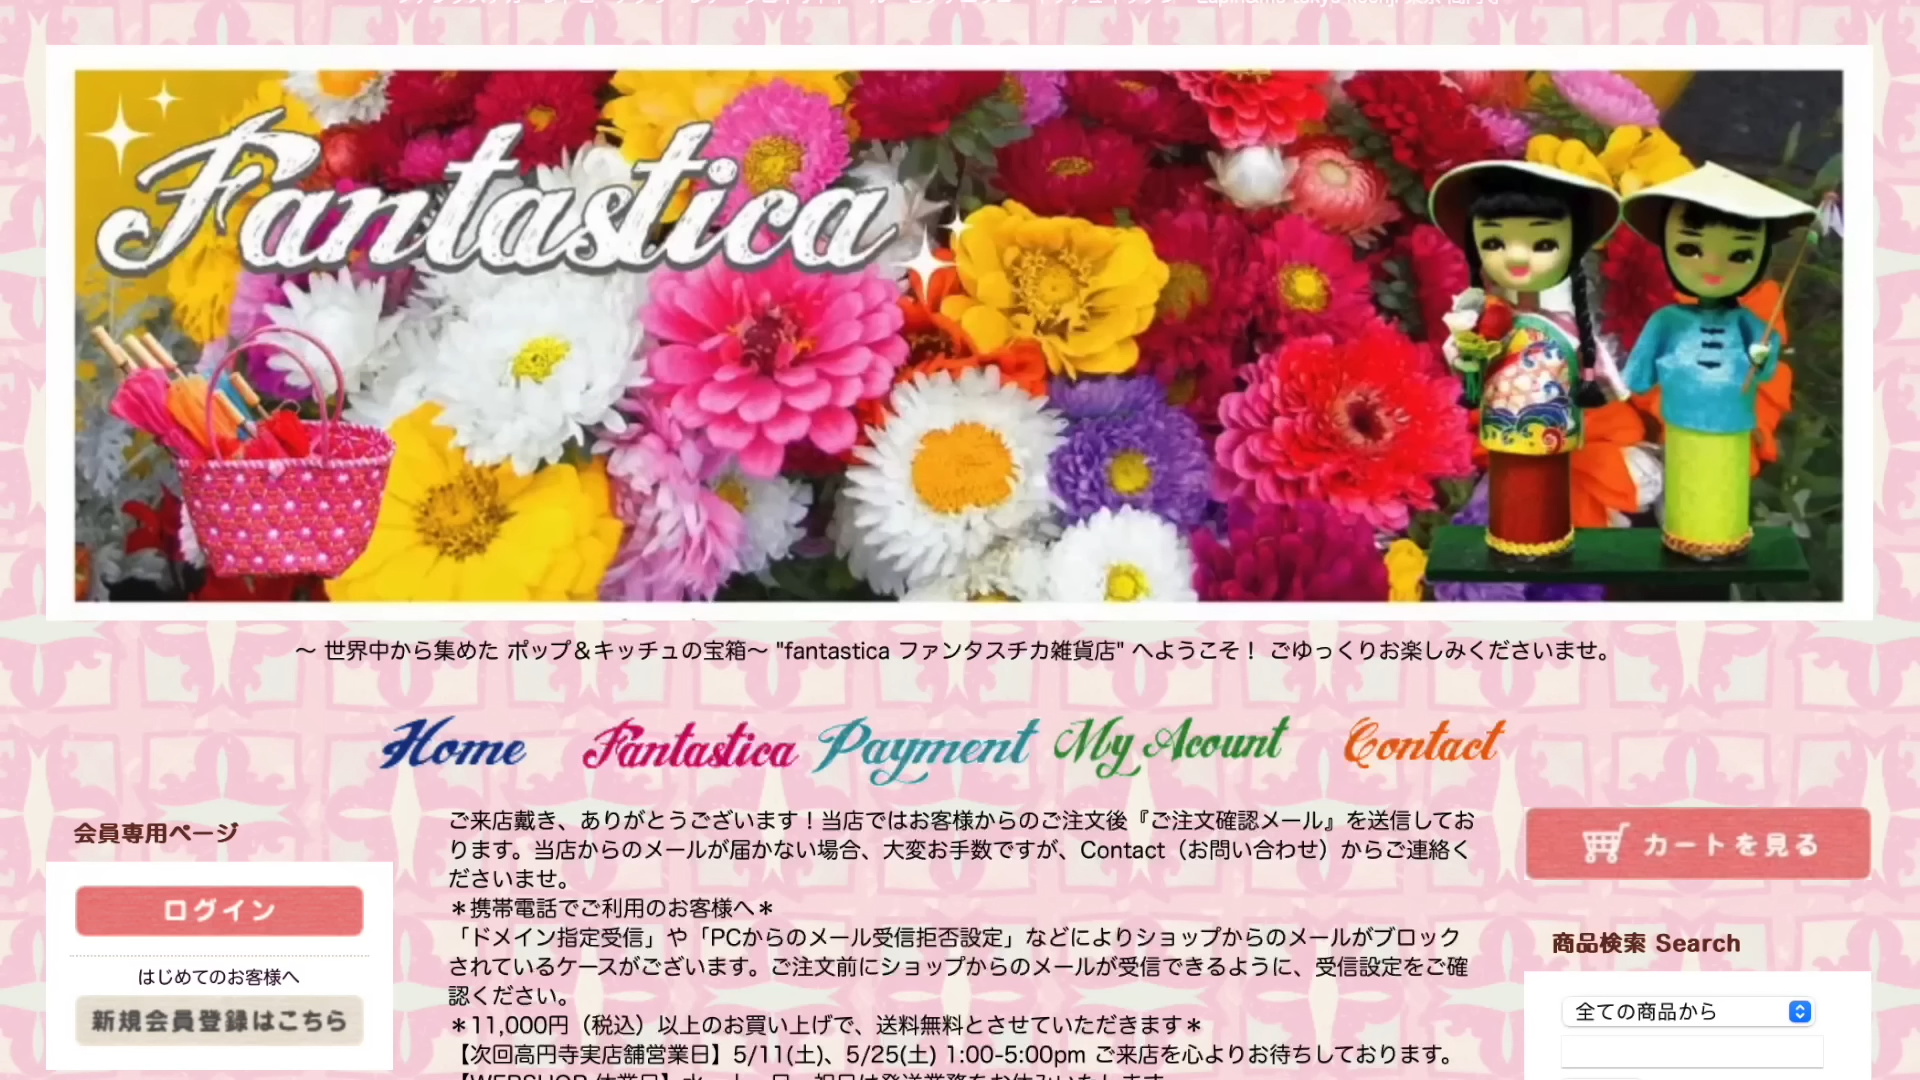 Fantastica
～ 世界中から集めた ポップ＆キッチュの宝箱～ "fantastica ファンタスチカ雑貨店" へようこそ！ ごゆっくりお楽しみくださいませ。
Home Fantastica Payment My Acount Contact
会員専用ページ
ログイン
はじめてのお客様へ
新規会員登録はこちら
ご来店戴き、ありがとうございます！当店ではお客様からのご注文後『ご注文確認メール』を送信してお
ります。当店からのメールが届かない場合、大変お手数ですが、Contact（お問い合わせ）からご連絡く
ださいませ。
＊携帯電話でご利用のお客様へ＊
「ドメイン指定受信」や「PCからのメール受信拒否設定」などによりショップからのメールがブロック
されているケースがございます。ご注文前にショップからのメールが受信できるように、受信設定をご確
認ください。
＊11,000円（税込）以上のお買い上げで、送料無料とさせていただきます＊
【次回高円寺実店舗営業日】5/11(土)、5/25(土) 1:00-5:00pm ご来店を心よりお待ちしております。
カートを見る
商品検索 Search
全ての商品から